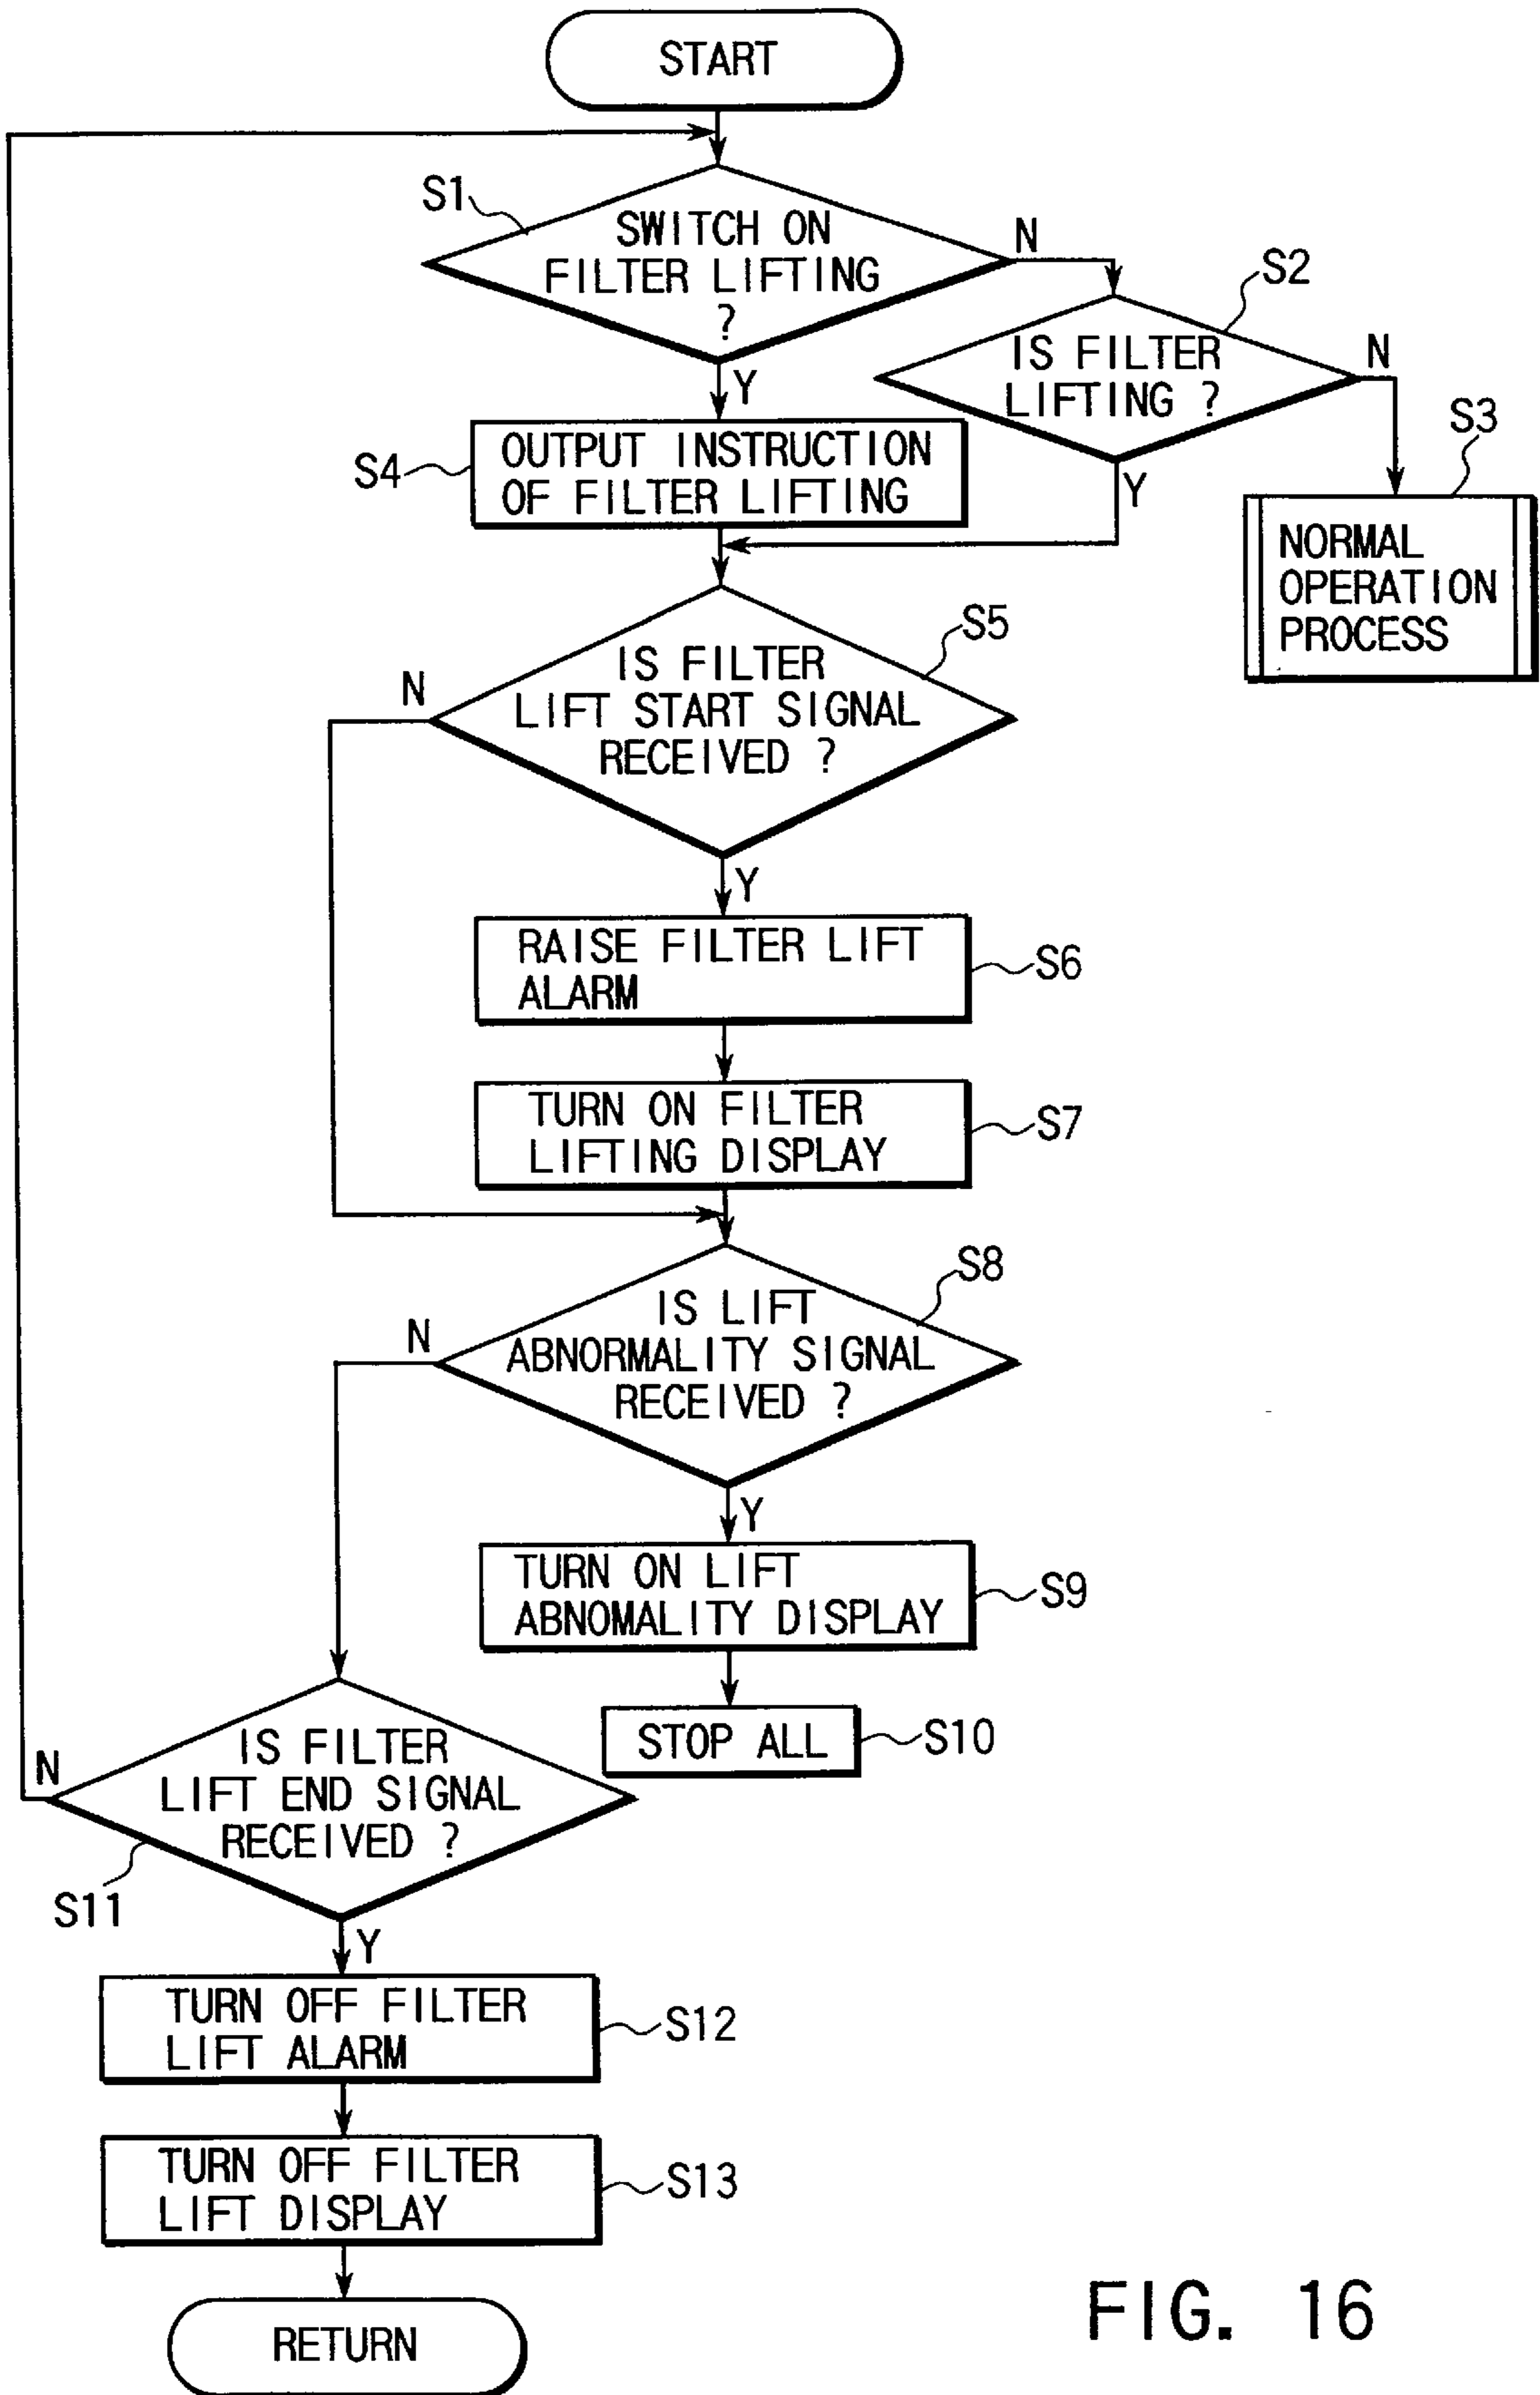 START
S1
SWITCH ON
FILTER LIFTING
?
N
Y
S2
IS FILTER
LIFTING ?
N
Y
S3
NORMAL
OPERATION
PROCESS
S4
OUTPUT INSTRUCTION
OF FILTER LIFTING
S5
IS FILTER
LIFT START SIGNAL
RECEIVED ?
N
Y
RAISE FILTER LIFT
ALARM
S6
TURN ON FILTER
LIFTING DISPLAY
S7
S8
IS LIFT
ABNORMALITY SIGNAL
RECEIVED ?
N
Y
TURN ON LIFT
ABNOMALITY DISPLAY
S9
STOP ALL
S10
IS FILTER
LIFT END SIGNAL
RECEIVED ?
N
S11
Y
TURN OFF FILTER
LIFT ALARM
S12
TURN OFF FILTER
LIFT DISPLAY
S13
RETURN
FIG. 16